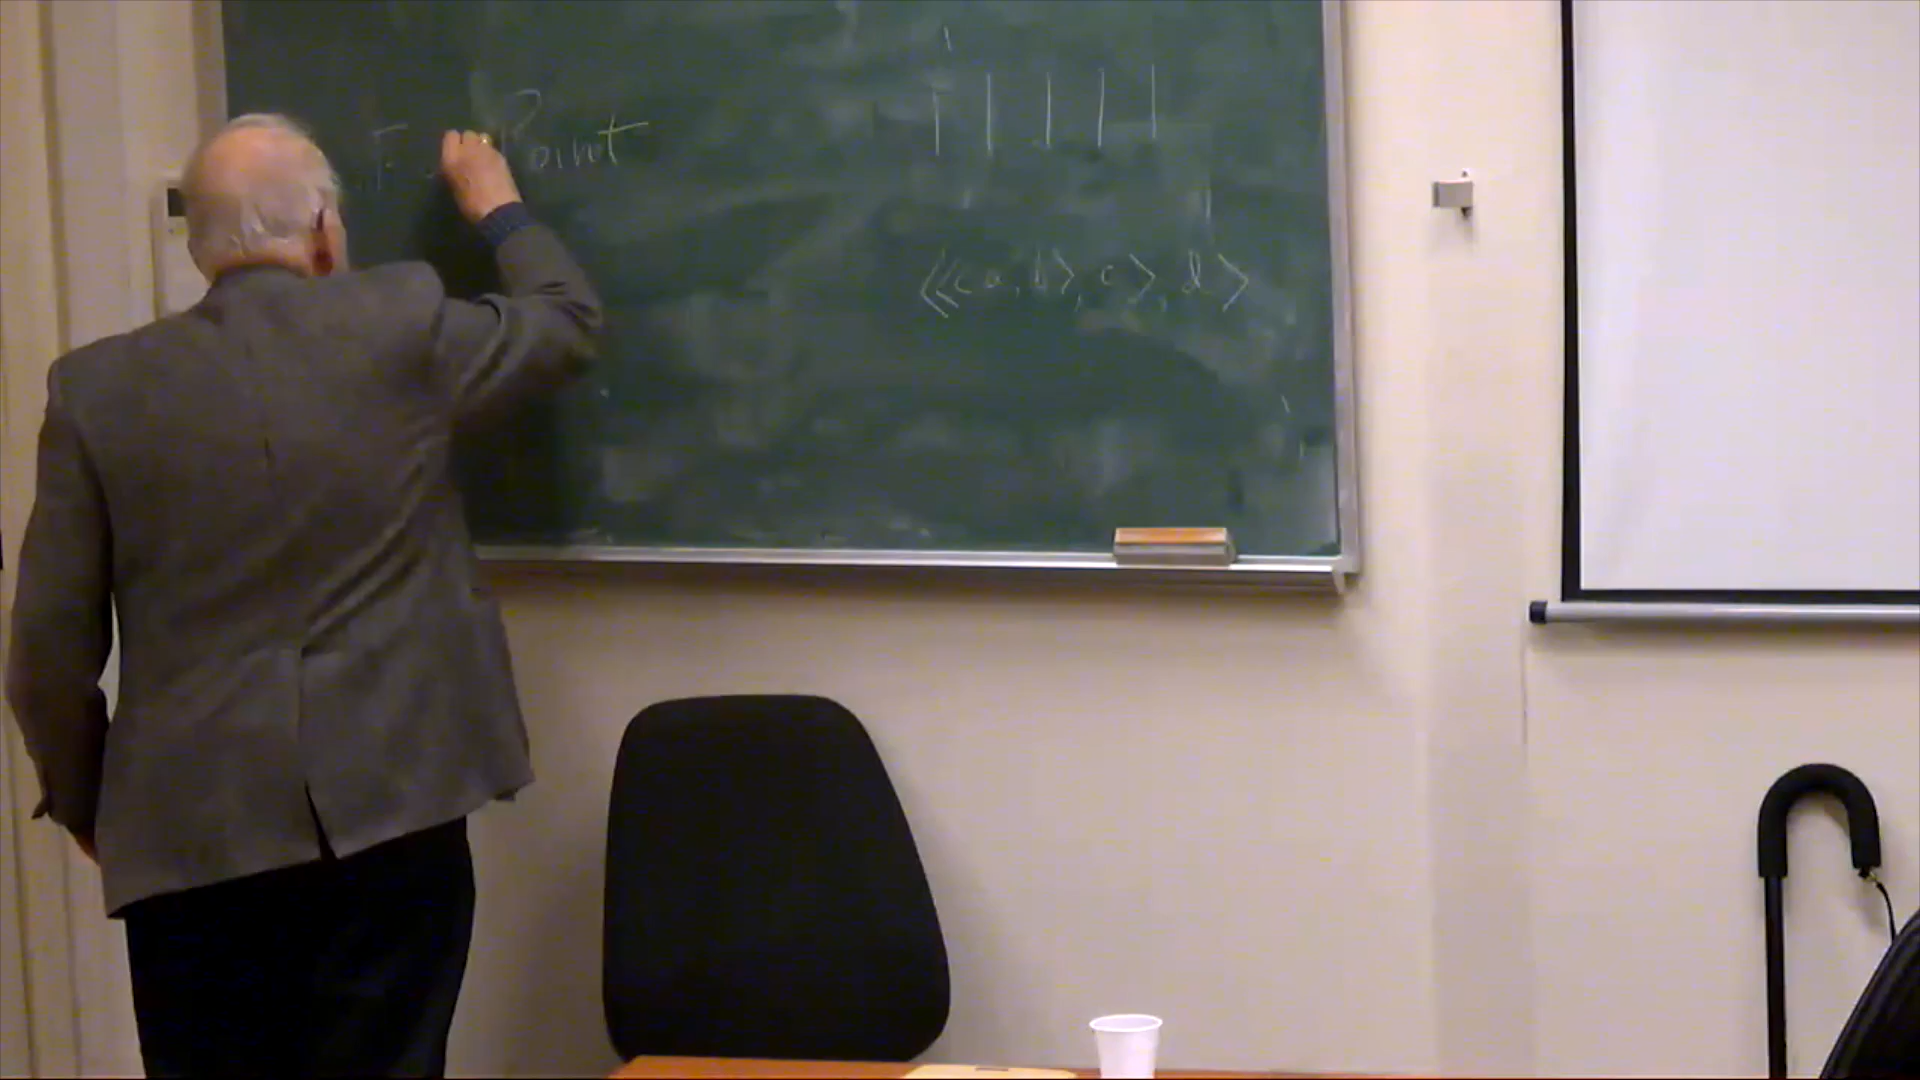 F Point
| | | | |
⟨⟨⟨a, b⟩, c⟩, d⟩